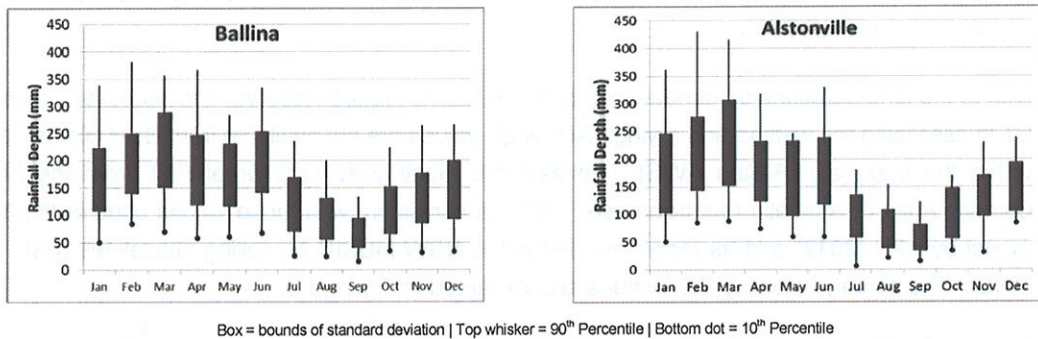 Ballina
Rainfall Depth (mm)
450
400
350
300
250
200
150
100
50
0
Jan Feb Mar Apr May Jun Jul Aug Sep Oct Nov Dec
Alstonville
Rainfall Depth (mm)
450
400
350
300
250
200
150
100
50
0
Jan Feb Mar Apr May Jun Jul Aug Sep Oct Nov Dec
Box = bounds of standard deviation | Top whisker = 90th Percentile | Bottom dot = 10th Percentile